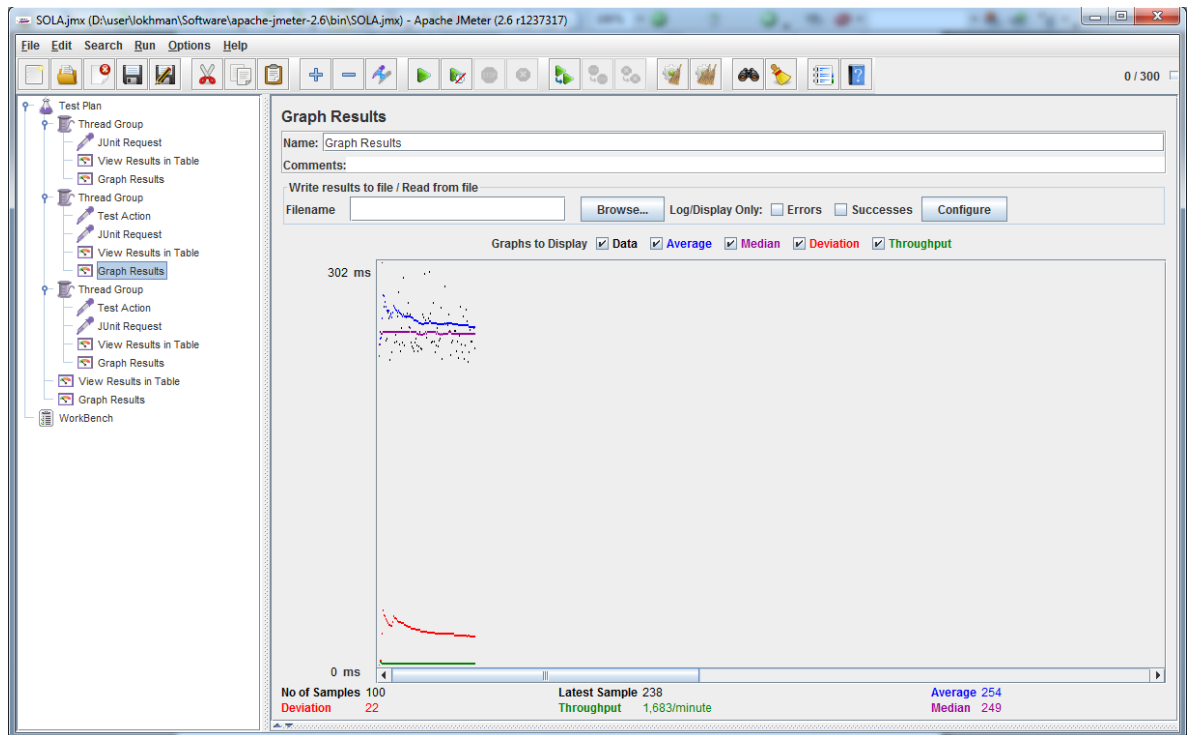 SOLA.jmx (D:\user\lokhman\Software\apache-jmeter-2.6\bin\SOLA.jmx) - Apache JMeter (2.6 r1237317)
File Edit Search Run Options Help
0 / 300
Test Plan
Thread Group
JUnit Request
View Results in Table
Graph Results
Thread Group
Test Action
JUnit Request
View Results in Table
Graph Results
Thread Group
Test Action
JUnit Request
View Results in Table
Graph Results
View Results in Table
Graph Results
WorkBench
Graph Results
Name: Graph Results
Comments:
Write results to file / Read from file
Filename Browse... Log/Display Only: Errors Successes Configure
Graphs to Display Data Average Median Deviation Throughput
302 ms
0 ms
No of Samples 100 Latest Sample 238 Average 254
Deviation 22 Throughput 1,683/minute Median 249